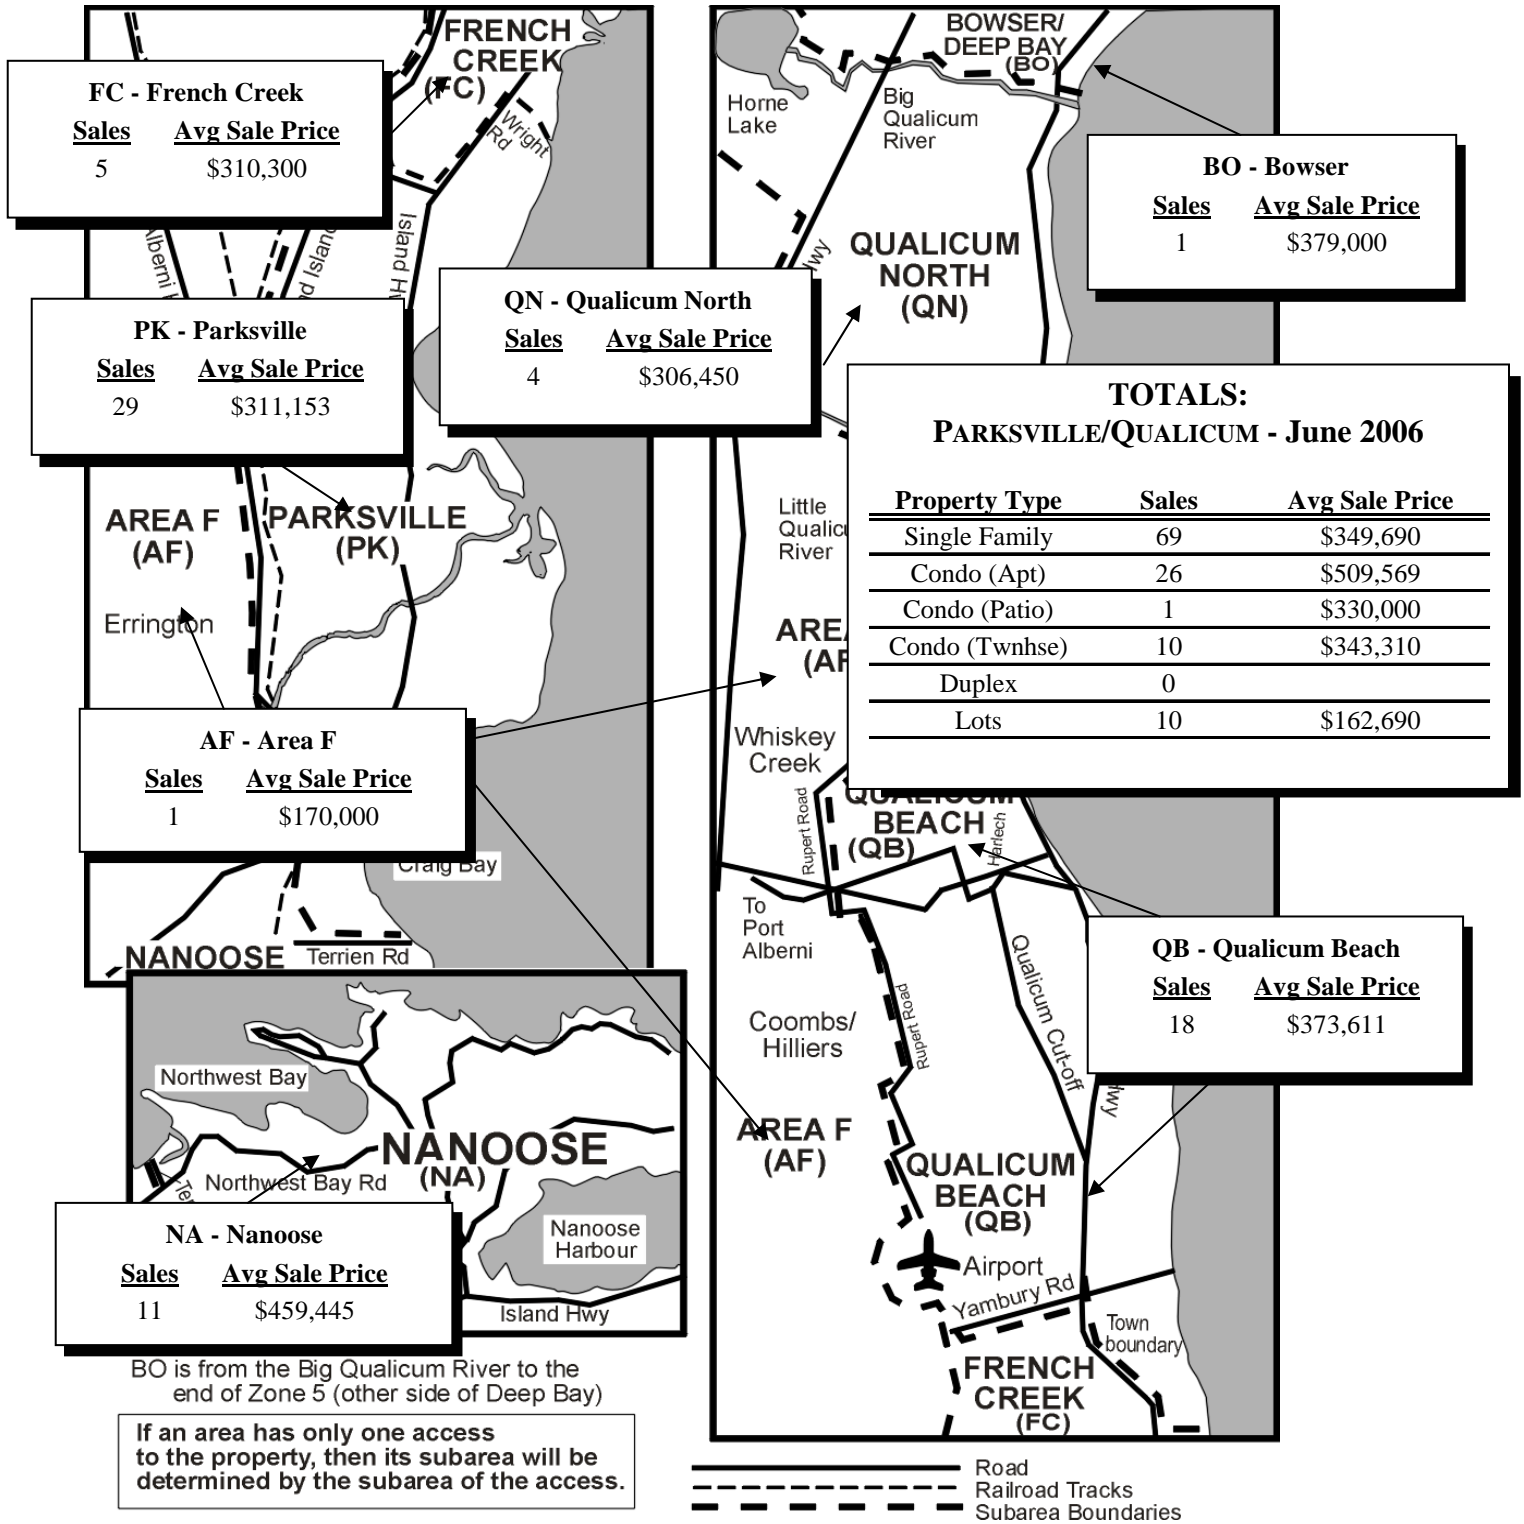 FRENCH
CREEK
(FC)
Wright
Rd
FC - French Creek
Sales Avg Sale Price
5 $310,300
Alberni
Island
Island
PK - Parksville
Sales Avg Sale Price
29 $311,153
AREA F
(AF)
PARKSVILLE
(PK)
Errington
AF - Area F
Sales Avg Sale Price
1 $170,000
Craig Bay
NANOOSE
Terrien Rd
Northwest Bay
NANOOSE
(NA)
Northwest Bay Rd
Nanoose
Harbour
Island Hwy
NA - Nanoose
Sales Avg Sale Price
11 $459,445
BO is from the Big Qualicum River to the
end of Zone 5 (other side of Deep Bay)
If an area has only one access
to the property, then its subarea will be
determined by the subarea of the access.
BOWSER/
DEEP BAY
(BO)
Horne
Lake
Big
Qualicum
River
BO - Bowser
Sales Avg Sale Price
1 $379,000
QUALICUM
NORTH
(QN)
Hwy
QN - Qualicum North
Sales Avg Sale Price
4 $306,450
TOTALS:
PARKSVILLE/QUALICUM - June 2006
Property Type Sales Avg Sale Price
Single Family 69 $349,690
Condo (Apt) 26 $509,569
Condo (Patio) 1 $330,000
Condo (Twnhse) 10 $343,310
Duplex 0
Lots 10 $162,690
Little
Qualicu
River
AREA
(AF
Whiskey
Creek
Rupert Road
QUALICUM
BEACH
(QB)
Harlech
To
Port
Alberni
QB - Qualicum Beach
Sales Avg Sale Price
18 $373,611
Coombs/
Hilliers
Rupert Road
Qualicum Cut-off
Hwy
AREA F
(AF)
QUALICUM
BEACH
(QB)
Airport
Yambury Rd
Town
boundary
FRENCH
CREEK
(FC)
Road
Railroad Tracks
Subarea Boundaries